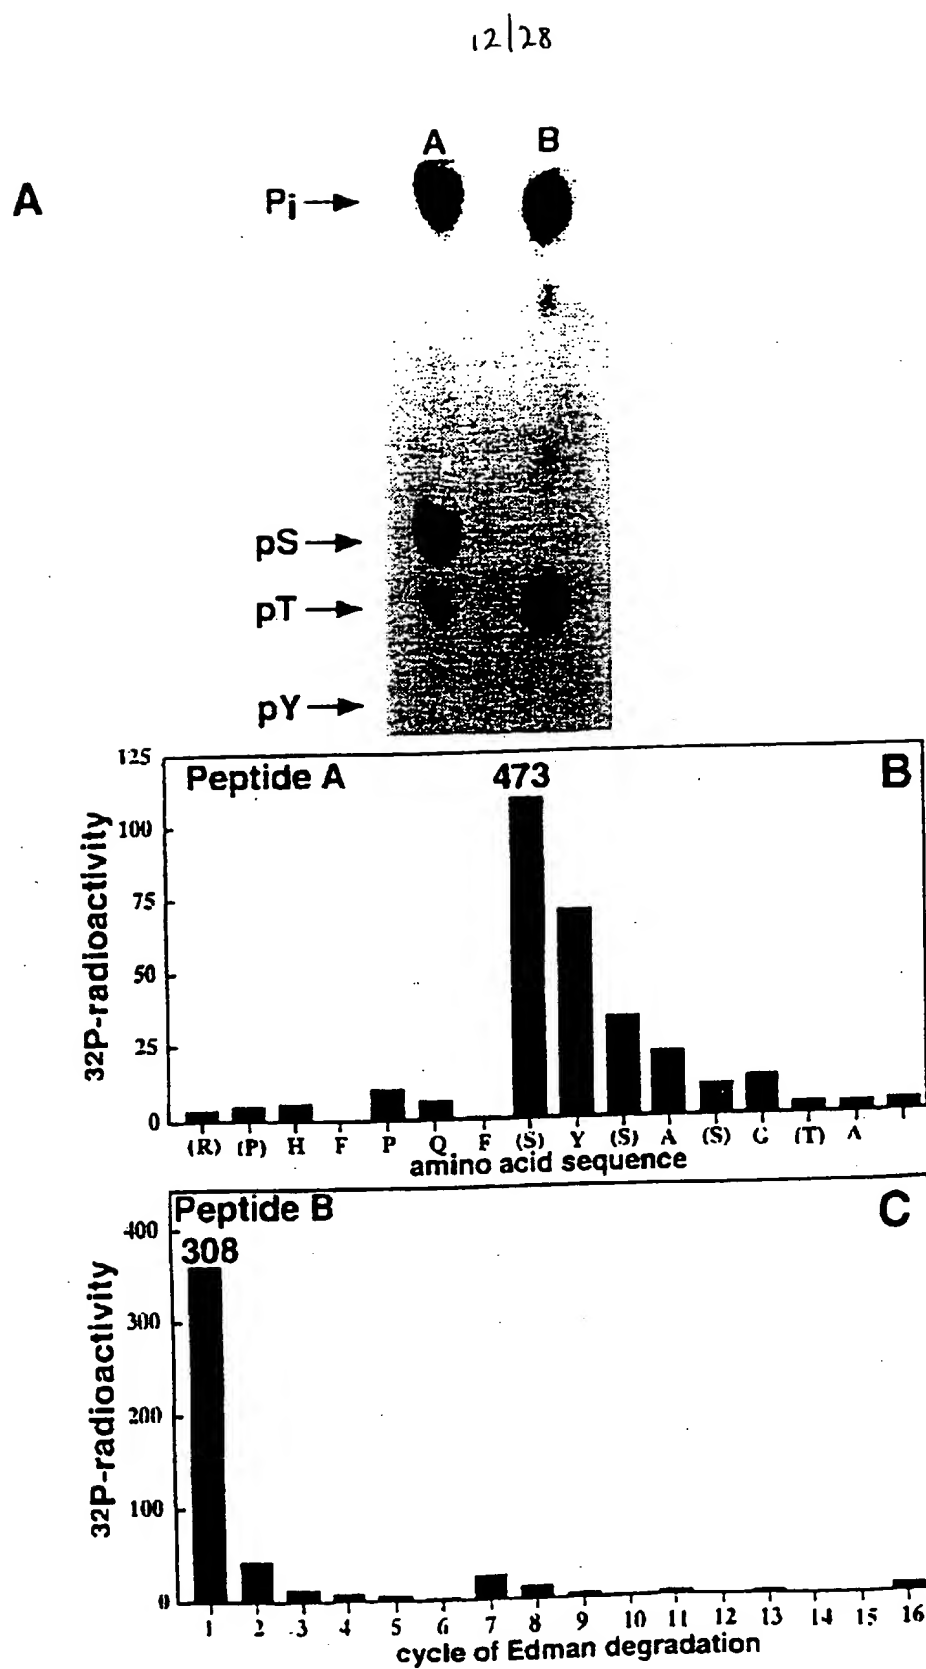 12/28
A B
A
Pi
pS
pT
pY
Peptide A 473 B
125
100
75
50
25
0
32P-radioactivity
(R) (P) H F P Q F (S) Y (S) A (S) G (T) A
amino acid sequence
Peptide B C
308
400
300
200
100
0
32P-radioactivity
1 2 3 4 5 6 7 8 9 10 11 12 13 14 15 16
cycle of Edman degradation